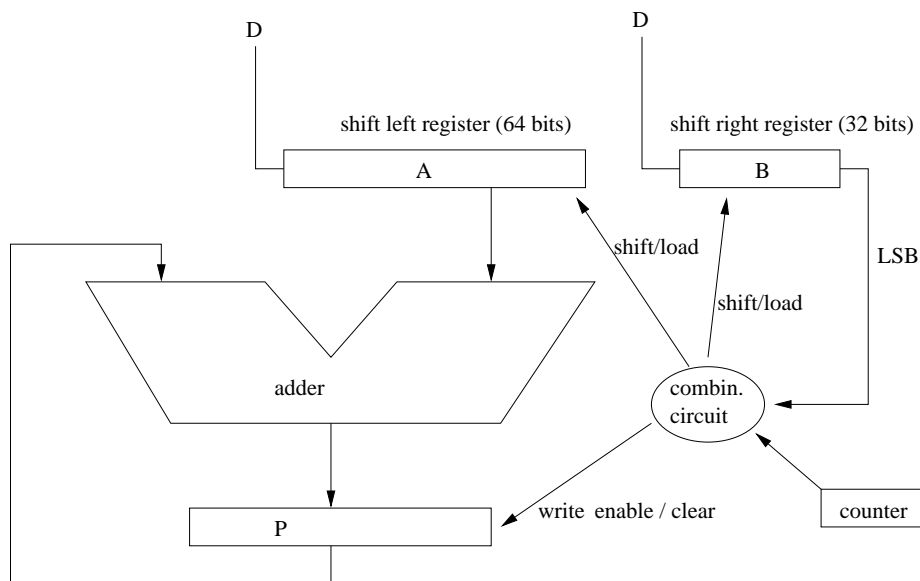 D
D
shift left register (64 bits)
shift right register (32 bits)
A
B
shift/load
LSB
shift/load
adder
combin.
circuit
write enable / clear
counter
P